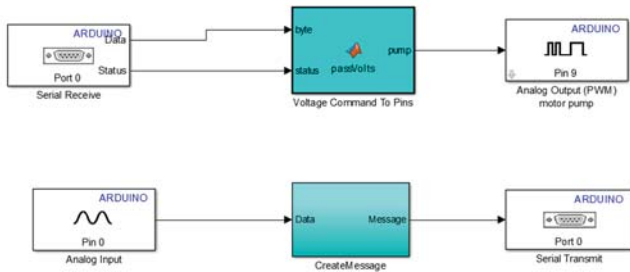 ARDUINO
Data
Port 0
Status
Serial Receive
byte
status
pump
passVolts
Voltage Command To Pins
ARDUINO
Pin 9
Analog Output (PWM)
motor pump
ARDUINO
Pin 0
Analog Input
Data
Message
CreateMessage
ARDUINO
Port 0
Serial Transmit